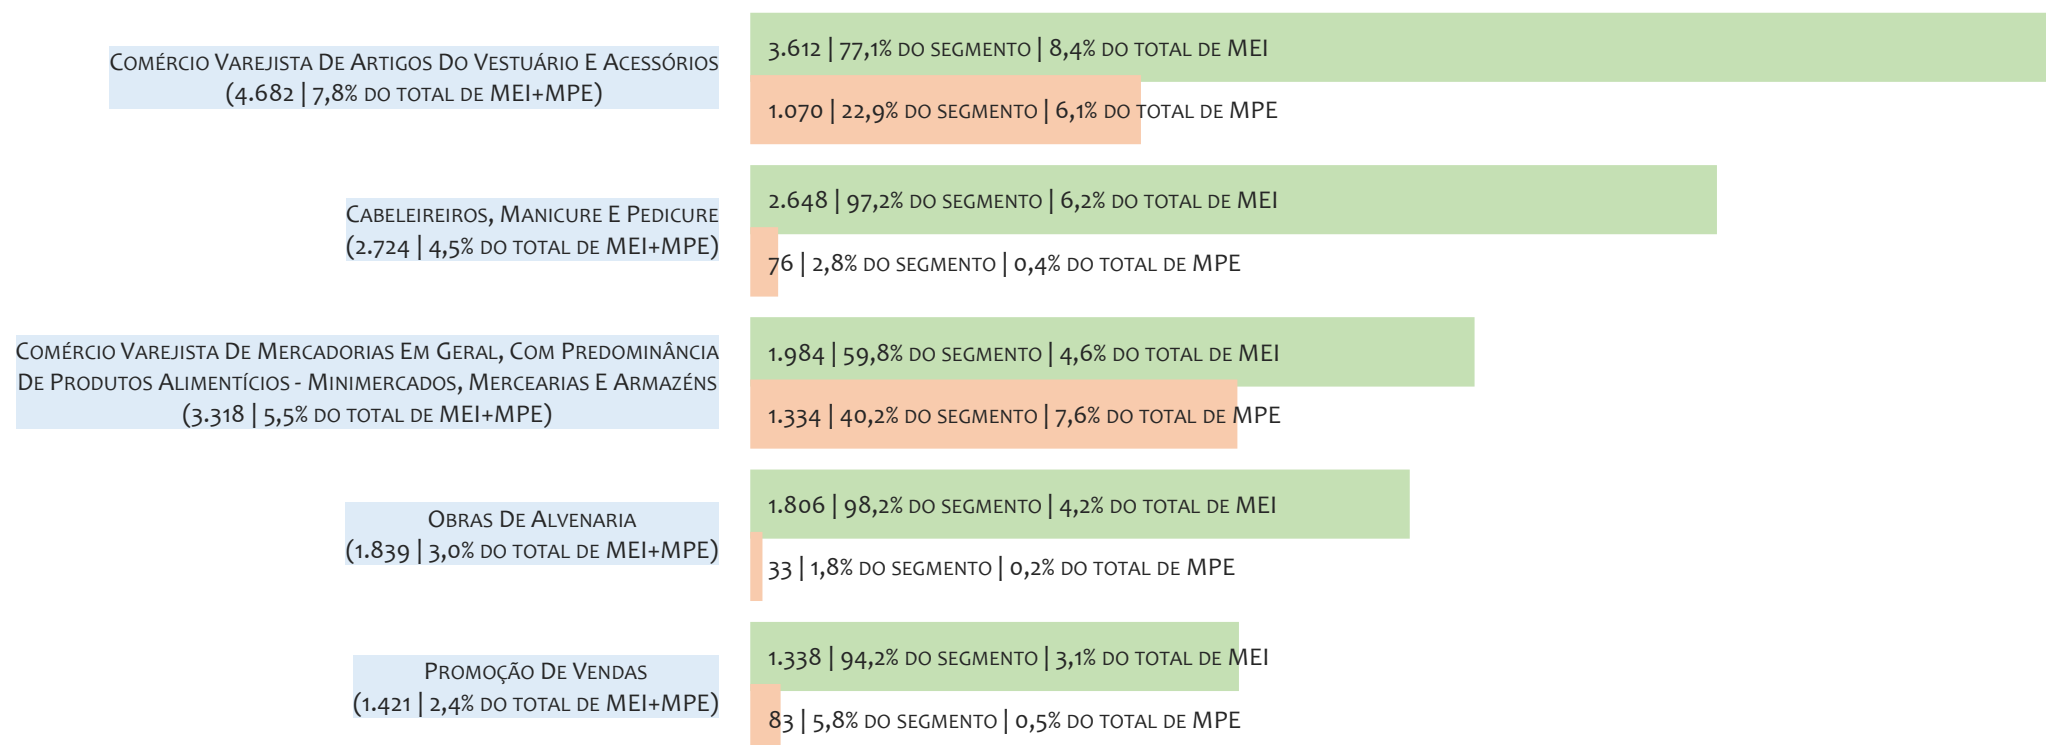 Comércio Varejista De Artigos Do Vestuário E Acessórios
(4.682 | 7,8% do total de MEI+MPE)
3.612 | 77,1% do segmento | 8,4% do total de MEI
1.070 | 22,9% do segmento | 6,1% do total de MPE
Cabeleireiros, Manicure E Pedicure
(2.724 | 4,5% do total de MEI+MPE)
2.648 | 97,2% do segmento | 6,2% do total de MEI
76 | 2,8% do segmento | 0,4% do total de MPE
Comércio Varejista De Mercadorias Em Geral, Com Predominância
De Produtos Alimentícios - Minimercados, Mercearias E Armazéns
(3.318 | 5,5% do total de MEI+MPE)
1.984 | 59,8% do segmento | 4,6% do total de MEI
1.334 | 40,2% do segmento | 7,6% do total de MPE
Obras De Alvenaria
(1.839 | 3,0% do total de MEI+MPE)
1.806 | 98,2% do segmento | 4,2% do total de MEI
33 | 1,8% do segmento | 0,2% do total de MPE
Promoção De Vendas
(1.421 | 2,4% do total de MEI+MPE)
1.338 | 94,2% do segmento | 3,1% do total de MEI
83 | 5,8% do segmento | 0,5% do total de MPE